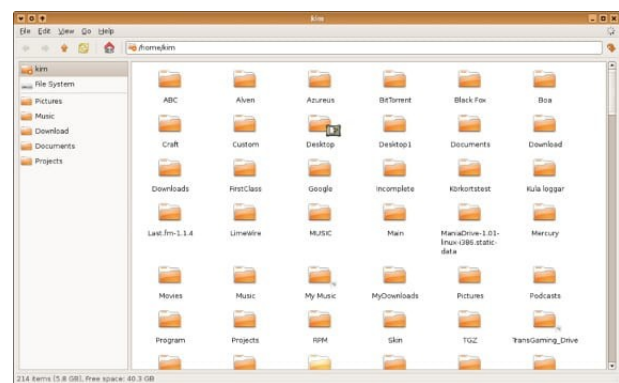 kim
File Edit View Go Help
/home/kim
kim
File System
Pictures
Music
Download
Documents
Projects
ABC Alven Azureus BitTorrent Black Fox Boa
Craft Custom Desktop Desktop1 Documents Download
Downloads FirstClass Google Incomplete Körkortstest Kula loggar
Last.fm-1.1.4 LimeWire MUSIC Main ManiaDrive-1.01- Mercury
linux-i386.static-
data
Movies Music My Music MyDownloads Pictures Podcasts
Program Projects RPM Skin TGZ TransGaming_Drive
214 items (5.8 GB), Free space: 40.3 GB